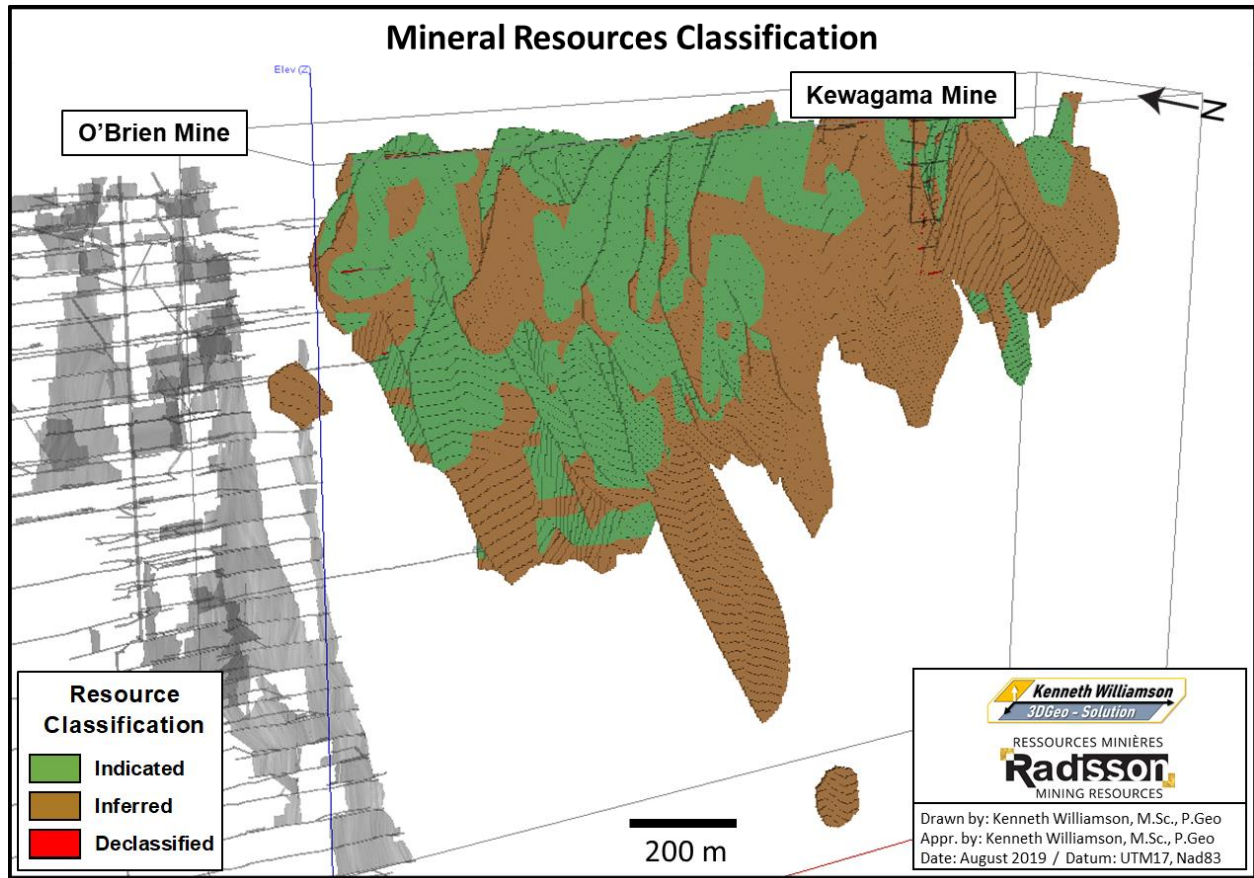 Mineral Resources Classification
Elev (Z)
O'Brien Mine
Kewagama Mine
N
Resource
Classification
Indicated
Inferred
Declassified
200 m
Kenneth Williamson
3DGeo - Solution
RESSOURCES MINIÈRES
Radisson
MINING RESOURCES
Drawn by: Kenneth Williamson, M.Sc., P.Geo
Appr. by: Kenneth Williamson, M.Sc., P.Geo
Date: August 2019 / Datum: UTM17, Nad83